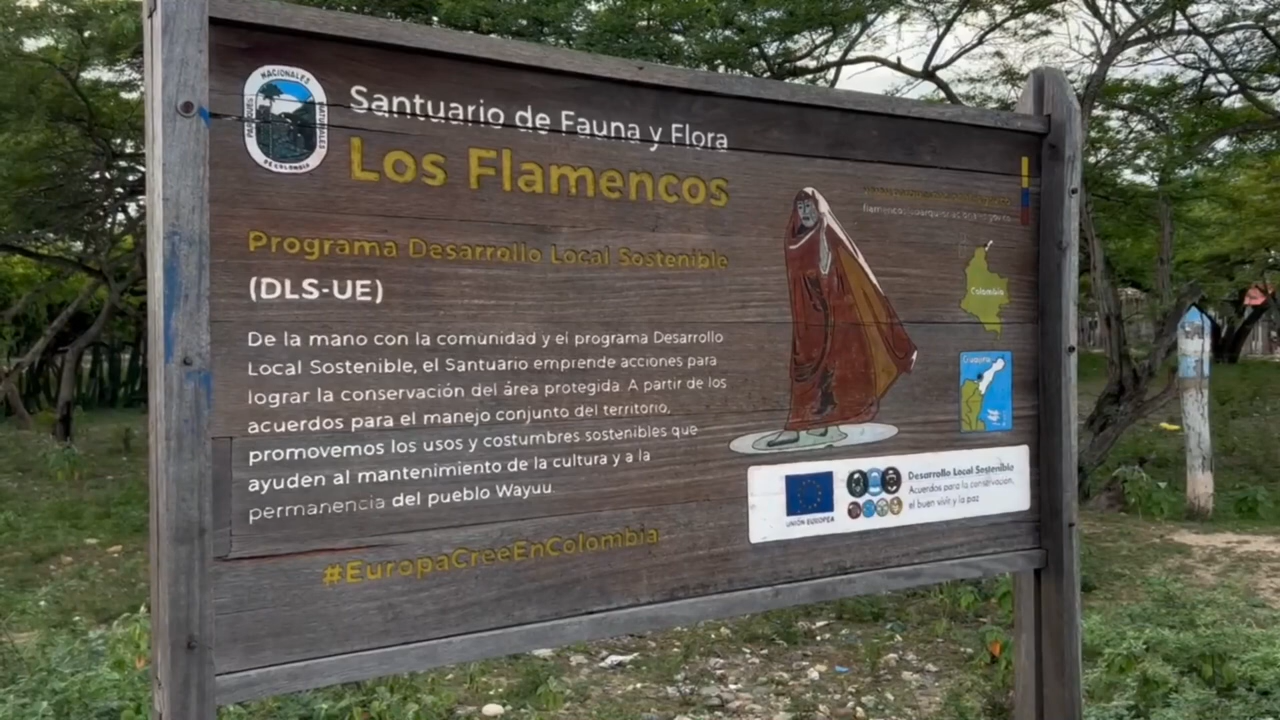 PARQUES NACIONALES NATURALES
DE COLOMBIA
Santuario de Fauna y Flora
Los Flamencos
Programa Desarrollo Local Sostenible
(DLS-UE)
De la mano con la comunidad y el programa Desarrollo
Local Sostenible, el Santuario emprende acciones para
lograr la conservación del área protegida. A partir de los
acuerdos para el manejo conjunto del territorio,
promovemos los usos y costumbres sostenibles que
ayuden al mantenimiento de la cultura y a la
permanencia del pueblo Wayuu.
#EuropaCreeEnColombia
Colombia
UNIÓN EUROPEA
Desarrollo Local Sostenible
Acuerdos para la conservación,
el buen vivir y la paz